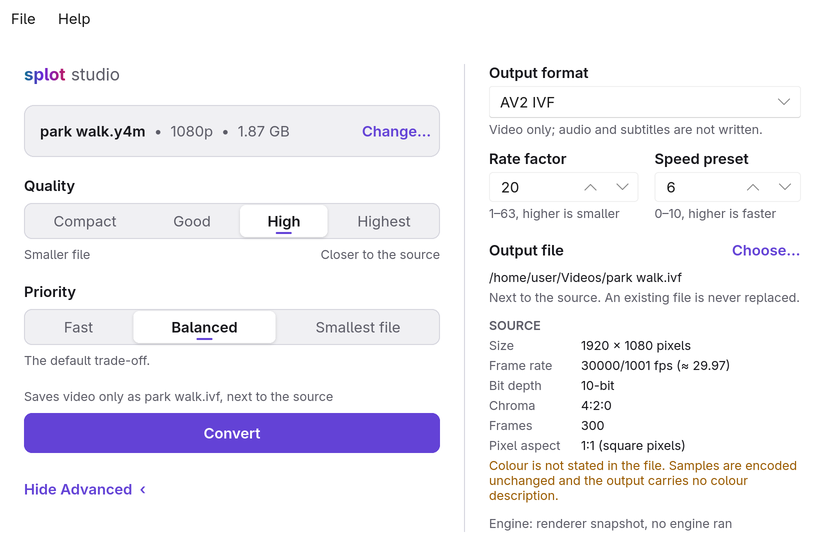 File Help
splot studio
park walk.y4m • 1080p • 1.87 GB Change...
Quality
Compact Good High Highest
Smaller file Closer to the source
Priority
Fast Balanced Smallest file
The default trade-off.
Saves video only as park walk.ivf, next to the source
Convert
Hide Advanced ‹
Output format
AV2 IVF
Video only; audio and subtitles are not written.
Rate factor Speed preset
20 6
1–63, higher is smaller 0–10, higher is faster
Output file Choose...
/home/user/Videos/park walk.ivf
Next to the source. An existing file is never replaced.
SOURCE
Size 1920 × 1080 pixels
Frame rate 30000/1001 fps (≈ 29.97)
Bit depth 10-bit
Chroma 4:2:0
Frames 300
Pixel aspect 1:1 (square pixels)
Colour is not stated in the file. Samples are encoded
unchanged and the output carries no colour
description.
Engine: renderer snapshot, no engine ran